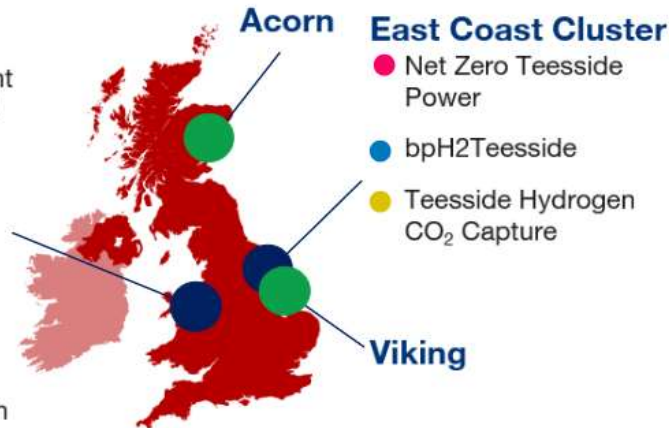 Acorn
East Coast Cluster
Net Zero Teesside
Power
bpH2Teesside
Teesside Hydrogen
CO₂ Capture
Viking